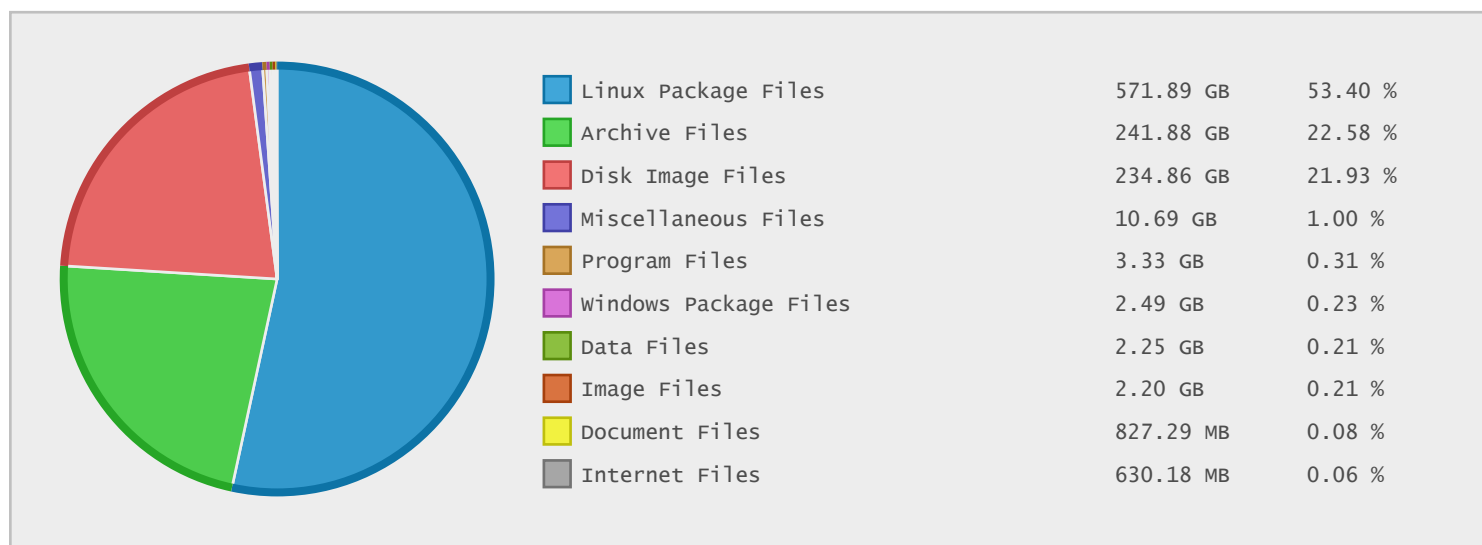 Linux Package Files 571.89 GB 53.40 %
Archive Files 241.88 GB 22.58 %
Disk Image Files 234.86 GB 21.93 %
Miscellaneous Files 10.69 GB 1.00 %
Program Files 3.33 GB 0.31 %
Windows Package Files 2.49 GB 0.23 %
Data Files 2.25 GB 0.21 %
Image Files 2.20 GB 0.21 %
Document Files 827.29 MB 0.08 %
Internet Files 630.18 MB 0.06 %